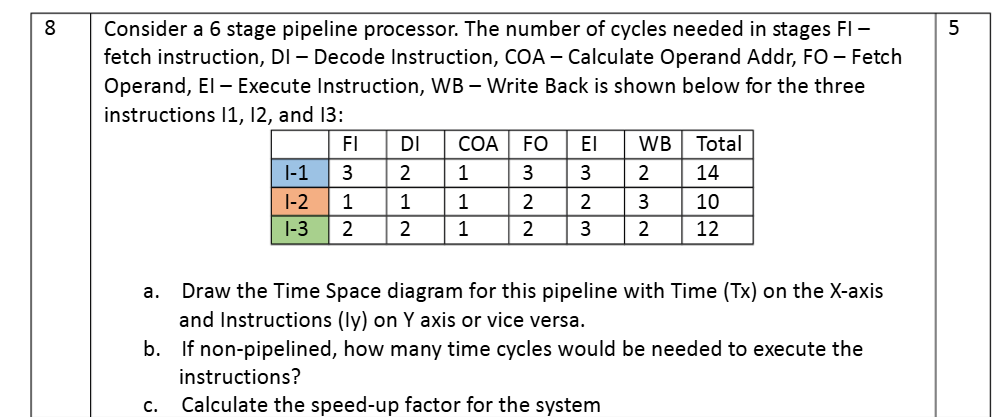 8 Consider a 6 stage pipeline processor. The number of cycles needed in stages FI – 5
fetch instruction, DI – Decode Instruction, COA – Calculate Operand Addr, FO – Fetch
Operand, EI – Execute Instruction, WB – Write Back is shown below for the three
instructions I1, I2, and I3:
FI DI COA FO EI WB Total
I-1 3 2 1 3 3 2 14
I-2 1 1 1 2 2 3 10
I-3 2 2 1 2 3 2 12
a. Draw the Time Space diagram for this pipeline with Time (Tx) on the X-axis
and Instructions (Iy) on Y axis or vice versa.
b. If non-pipelined, how many time cycles would be needed to execute the
instructions?
c. Calculate the speed-up factor for the system